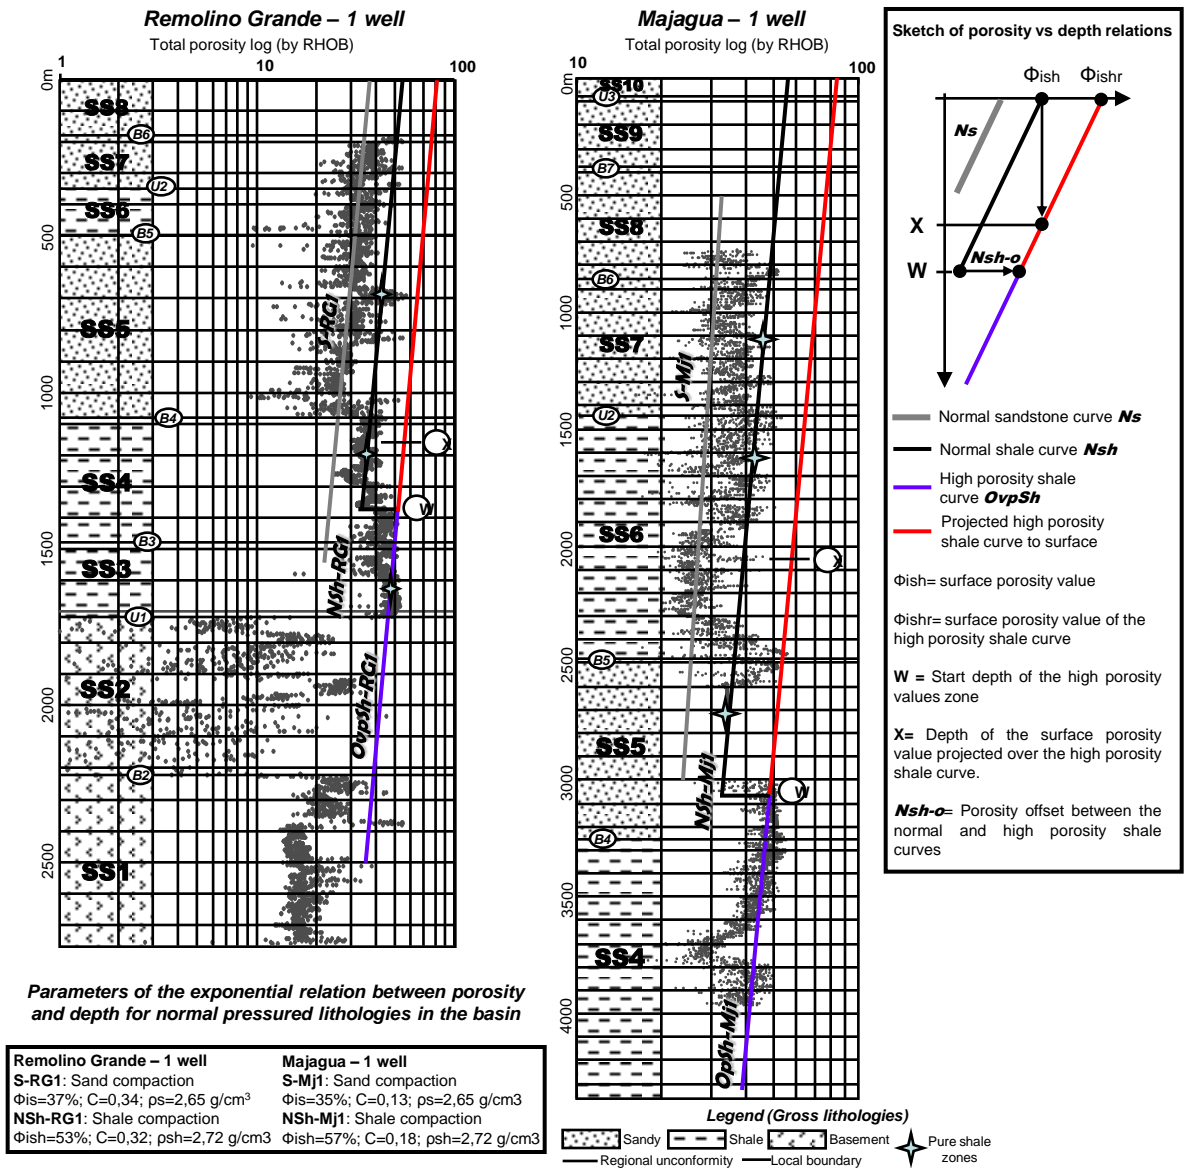 Remolino Grande – 1 well
Total porosity log (by RHOB)
1 10 100
0m
500
1000
1500
2000
2500
SS8
B6
SS7
U2
SS6
B5
SS5
B4
SS4
B3
SS3
U1
SS2
B2
SS1
S-RG1
X
W
NSh-RG1
OvpSh-RG1
Majagua – 1 well
Total porosity log (by RHOB)
10 100
0m
500
1000
1500
2000
2500
3000
3500
4000
SS10
U3
SS9
B7
SS8
B6
SS7
U2
SS6
B5
SS5
B4
SS4
S-Mj1
X
W
NSh-Mj1
OpSh-Mj1
Sketch of porosity vs depth relations
Φish Φishr
Ns
X
W
Nsh-o
Normal sandstone curve Ns
Normal shale curve Nsh
High porosity shale
curve OvpSh
Projected high porosity
shale curve to surface
Φish= surface porosity value
Φishr= surface porosity value of the
high porosity shale curve
W = Start depth of the high porosity
values zone
X= Depth of the surface porosity
value projected over the high porosity
shale curve.
Nsh-o= Porosity offset between the
normal and high porosity shale
curves
Parameters of the exponential relation between porosity
and depth for normal pressured lithologies in the basin
Remolino Grande – 1 well
S-RG1: Sand compaction
Φis=37%; C=0,34; ρs=2,65 g/cm³
NSh-RG1: Shale compaction
Φish=53%; C=0,32; ρsh=2,72 g/cm3
Majagua – 1 well
S-Mj1: Sand compaction
Φis=35%; C=0,13; ρs=2,65 g/cm3
NSh-Mj1: Shale compaction
Φish=57%; C=0,18; ρsh=2,72 g/cm3
Legend (Gross lithologies)
Sandy Shale Basement Pure shale
zones
Regional unconformity Local boundary